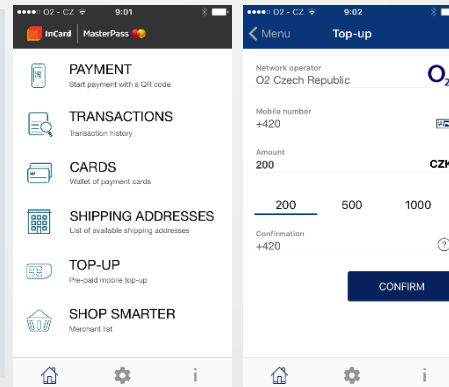 O2 - CZ
9:01
InCard MasterPass
PAYMENT
Start payment with a QR code
TRANSACTIONS
Transaction history
CARDS
Wallet of payment cards
SHIPPING ADDRESSES
List of available shipping addresses
TOP-UP
Pre-paid mobile top-up
SHOP SMARTER
Merchant list
i
O2 - CZ
9:02
Menu
Top-up
Network operator
O2 Czech Republic
O2
Mobile number
+420
Amount
200
CZK
200 500 1000
Confirmation
+420
?
CONFIRM
i